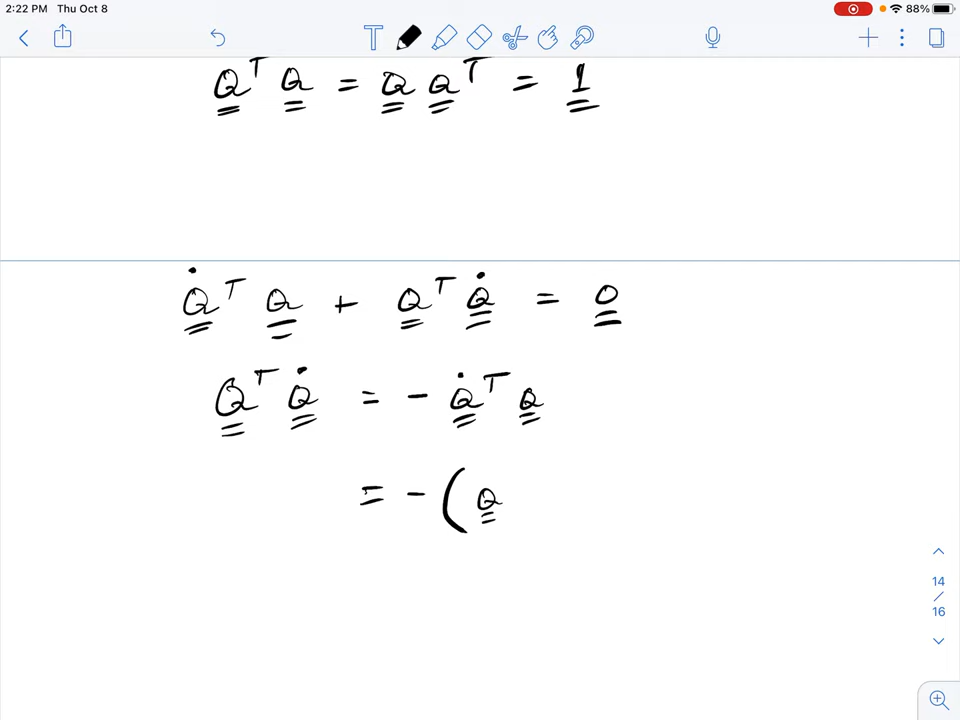 2:22 PM Thu Oct 8 88%
T
Q̳ᵀ Q̳ = Q̳ Q̳ᵀ = 1̳
Q̳̇ᵀ Q̳ + Q̳ᵀ Q̳̇ = 0̳
Q̳ᵀ Q̳̇ = - Q̳̇ᵀ Q̳
= - ( Q̳
14
/
16